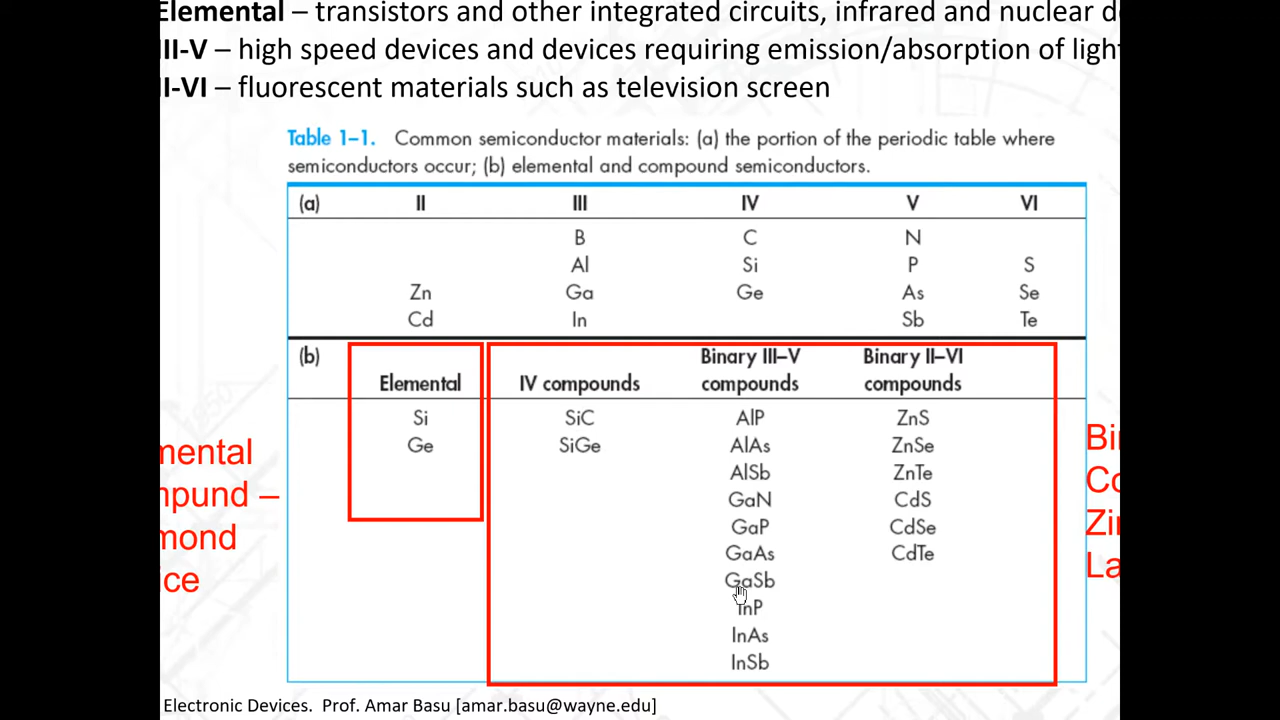 Elemental – transistors and other integrated circuits, infrared and nuclear d
III-V – high speed devices and devices requiring emission/absorption of light
II-VI – fluorescent materials such as television screen
Table 1–1. Common semiconductor materials: (a) the portion of the periodic table where
semiconductors occur; (b) elemental and compound semiconductors.
(a) II III IV V VI
B C N
Al Si P S
Zn Ga Ge As Se
Cd In Sb Te
(b) Binary III–V Binary II–VI
Elemental IV compounds compounds compounds
Si SiC AlP ZnS
Ge SiGe AlAs ZnSe
AlSb ZnTe
GaN CdS
GaP CdSe
GaAs CdTe
GaSb
InP
InAs
InSb
mental
mpund –
mond
ice
Bi
Co
Zi
La
Electronic Devices. Prof. Amar Basu [amar.basu@wayne.edu]